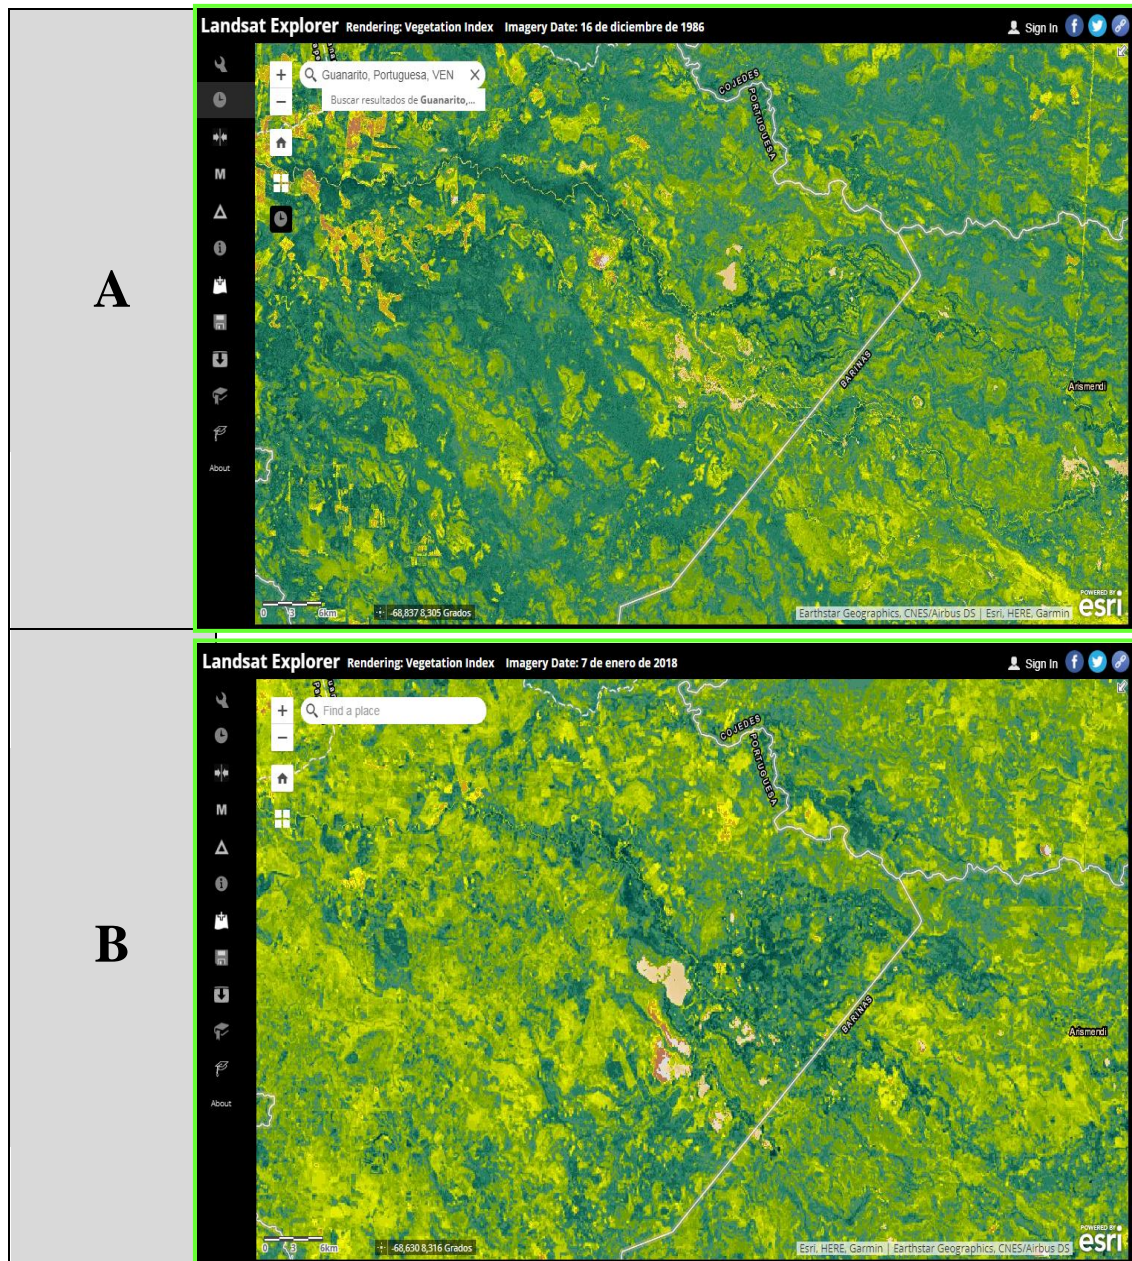 A
Landsat Explorer Rendering: Vegetation Index Imagery Date: 16 de diciembre de 1986
Sign In
+
Guanarito, Portuguesa, VEN X
−
Buscar resultados de Guanarito,...
M
About
COJEDES
PORTUGUESA
BARINAS
Arismendi
0 3 6km
-68,837 8,305 Grados
Earthstar Geographics, CNES/Airbus DS | Esri, HERE, Garmin
POWERED BY
esri
B
Landsat Explorer Rendering: Vegetation Index Imagery Date: 7 de enero de 2018
Sign In
+
Find a place
−
M
About
COJEDES
PORTUGUESA
BARINAS
Arismendi
0 3 6km
-68,630 8,316 Grados
Esri, HERE, Garmin | Earthstar Geographics, CNES/Airbus DS
POWERED BY
esri